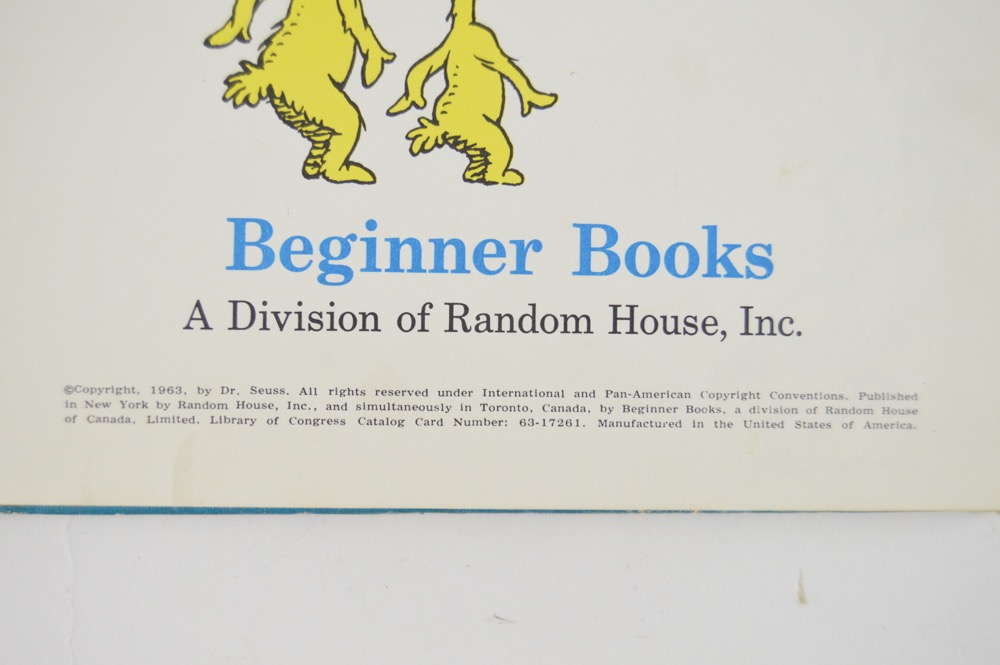 Beginner Books
A Division of Random House, Inc.
©Copyright, 1963, by Dr. Seuss. All rights reserved under International and Pan-American Copyright Conventions. Published
in New York by Random House, Inc., and simultaneously in Toronto, Canada, by Beginner Books, a division of Random House
of Canada, Limited. Library of Congress Catalog Card Number: 63-17261. Manufactured in the United States of America.